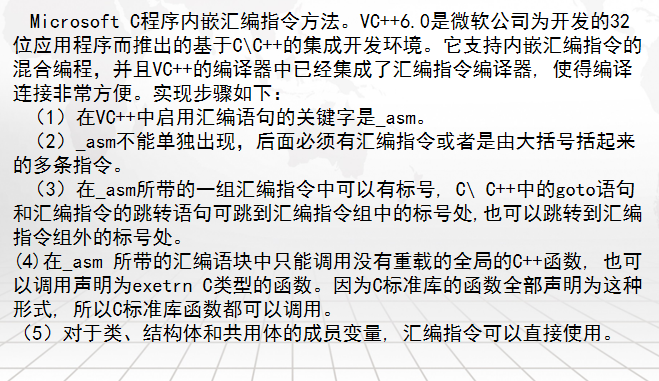 Microsoft C程序内嵌汇编指令方法。VC++6.0是微软公司为开发的32
位应用程序而推出的基于C\C++的集成开发环境。它支持内嵌汇编指令的
混合编程，并且VC++的编译器中已经集成了汇编指令编译器，使得编译
连接非常方便。实现步骤如下：
（1）在VC++中启用汇编语句的关键字是_asm。
（2）_asm不能单独出现，后面必须有汇编指令或者是由大括号括起来
的多条指令。
（3）在_asm所带的一组汇编指令中可以有标号，C\ C++中的goto语句
和汇编指令的跳转语句可跳到汇编指令组中的标号处,也可以跳转到汇编
指令组外的标号处。
(4)在_asm 所带的汇编语块中只能调用没有重载的全局的C++函数，也可
以调用声明为exetrn C类型的函数。因为C标准库的函数全部声明为这种
形式，所以C标准库函数都可以调用。
（5）对于类、结构体和共用体的成员变量，汇编指令可以直接使用。